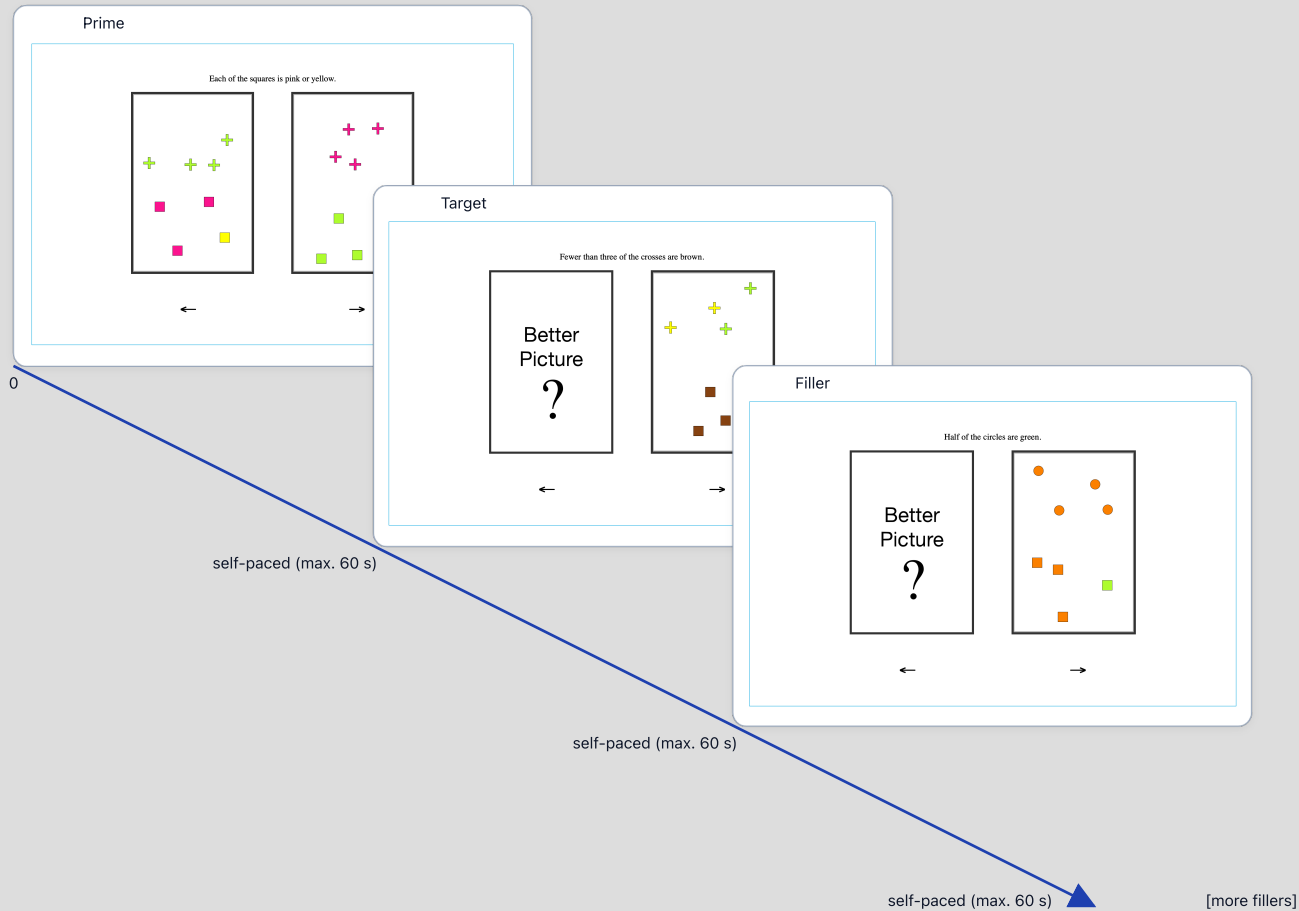 Prime
Each of the squares is pink or yellow.
←
→
Target
Fewer than three of the crosses are brown.
Better
Picture
?
←
→
Filler
Half of the circles are green.
Better
Picture
?
←
→
0
self-paced (max. 60 s)
self-paced (max. 60 s)
self-paced (max. 60 s)
[more fillers]